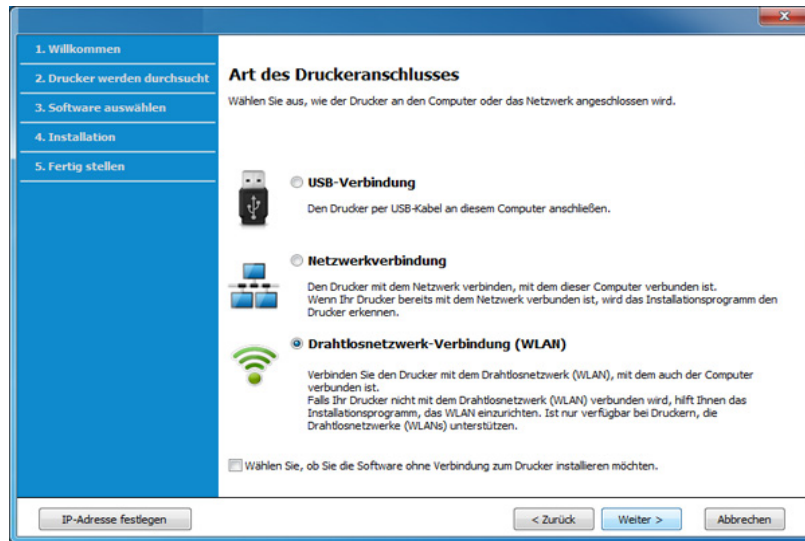 1. Willkommen
2. Drucker werden durchsucht
3. Software auswählen
4. Installation
5. Fertig stellen
Art des Druckeranschlusses
Wählen Sie aus, wie der Drucker an den Computer oder das Netzwerk angeschlossen wird.
USB-Verbindung
Den Drucker per USB-Kabel an diesem Computer anschließen.
Netzwerkverbindung
Den Drucker mit dem Netzwerk verbinden, mit dem dieser Computer verbunden ist.
Wenn Ihr Drucker bereits mit dem Netzwerk verbunden ist, wird das Installationsprogramm den
Drucker erkennen.
Drahtlosnetzwerk-Verbindung (WLAN)
Verbinden Sie den Drucker mit dem Drahtlosnetzwerk (WLAN), mit dem auch der Computer
verbunden ist.
Falls Ihr Drucker nicht mit dem Drahtlosnetzwerk (WLAN) verbunden wird, hilft Ihnen das
Installationsprogramm, das WLAN einzurichten. Ist nur verfügbar bei Druckern, die
Drahtlosnetzwerke (WLANs) unterstützen.
Wählen Sie, ob Sie die Software ohne Verbindung zum Drucker installieren möchten.
IP-Adresse festlegen
< Zurück
Weiter >
Abbrechen